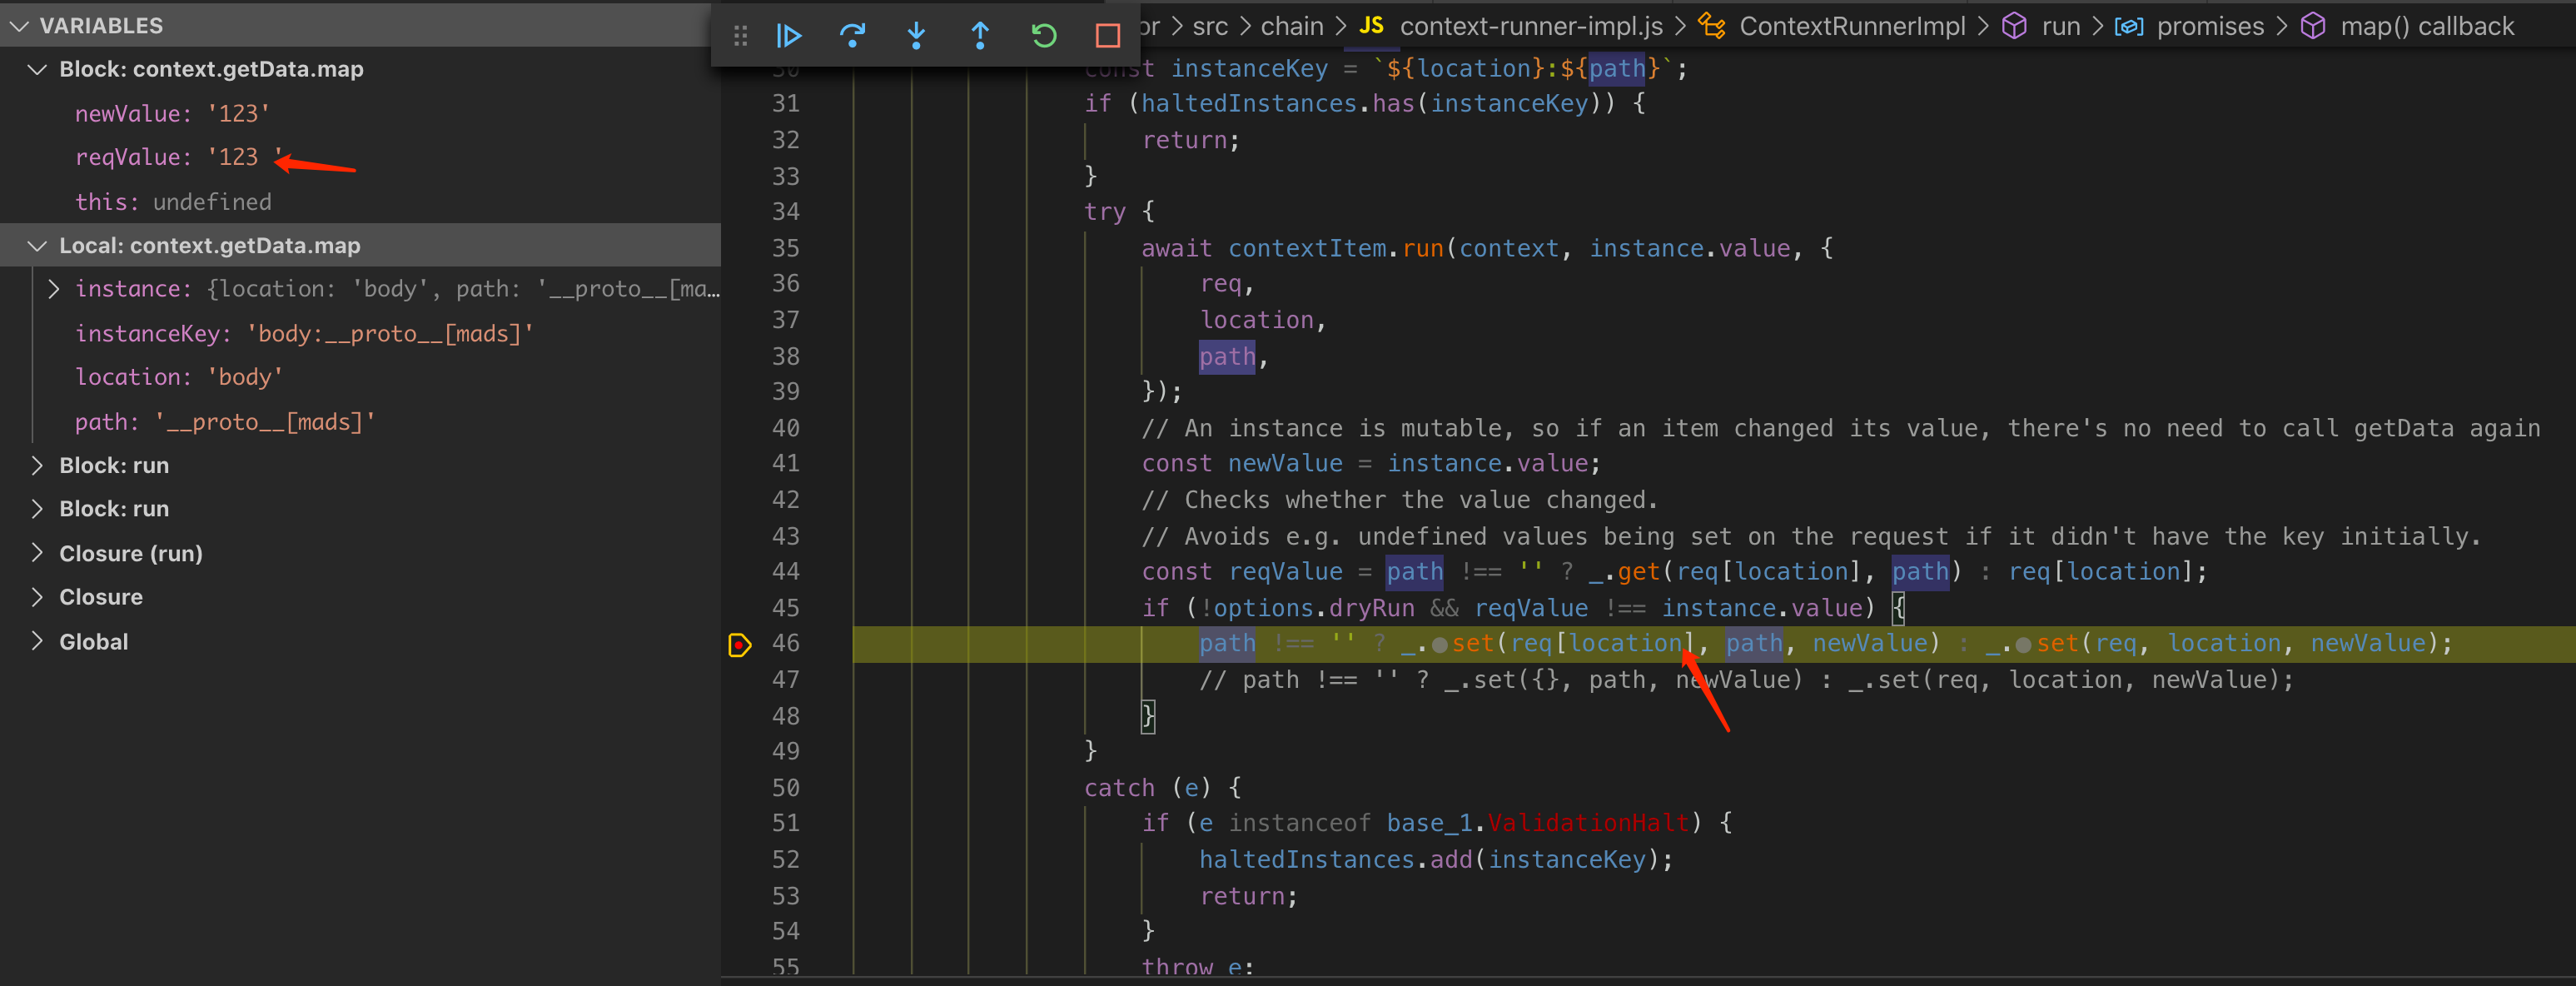 VARIABLES
Block: context.getData.map
newValue: '123'
reqValue: '123 '
this: undefined
Local: context.getData.map
instance: {location: 'body', path: '__proto__[ma…
instanceKey: 'body:__proto__[mads]'
location: 'body'
path: '__proto__[mads]'
Block: run
Block: run
Closure (run)
Closure
Global
or > src > chain > JS context-runner-impl.js > ContextRunnerImpl > run > promises > map() callback
30 const instanceKey = `${location}:${path}`;
31 if (haltedInstances.has(instanceKey)) {
32 return;
33 }
34 try {
35 await contextItem.run(context, instance.value, {
36 req,
37 location,
38 path,
39 });
40 // An instance is mutable, so if an item changed its value, there's no need to call getData again
41 const newValue = instance.value;
42 // Checks whether the value changed.
43 // Avoids e.g. undefined values being set on the request if it didn't have the key initially.
44 const reqValue = path !== '' ? _.get(req[location], path) : req[location];
45 if (!options.dryRun && reqValue !== instance.value) {
46 path !== '' ? _.set(req[location], path, newValue) : _.set(req, location, newValue);
47 // path !== '' ? _.set({}, path, newValue) : _.set(req, location, newValue);
48 }
49 }
50 catch (e) {
51 if (e instanceof base_1.ValidationHalt) {
52 haltedInstances.add(instanceKey);
53 return;
54 }
55 throw e;